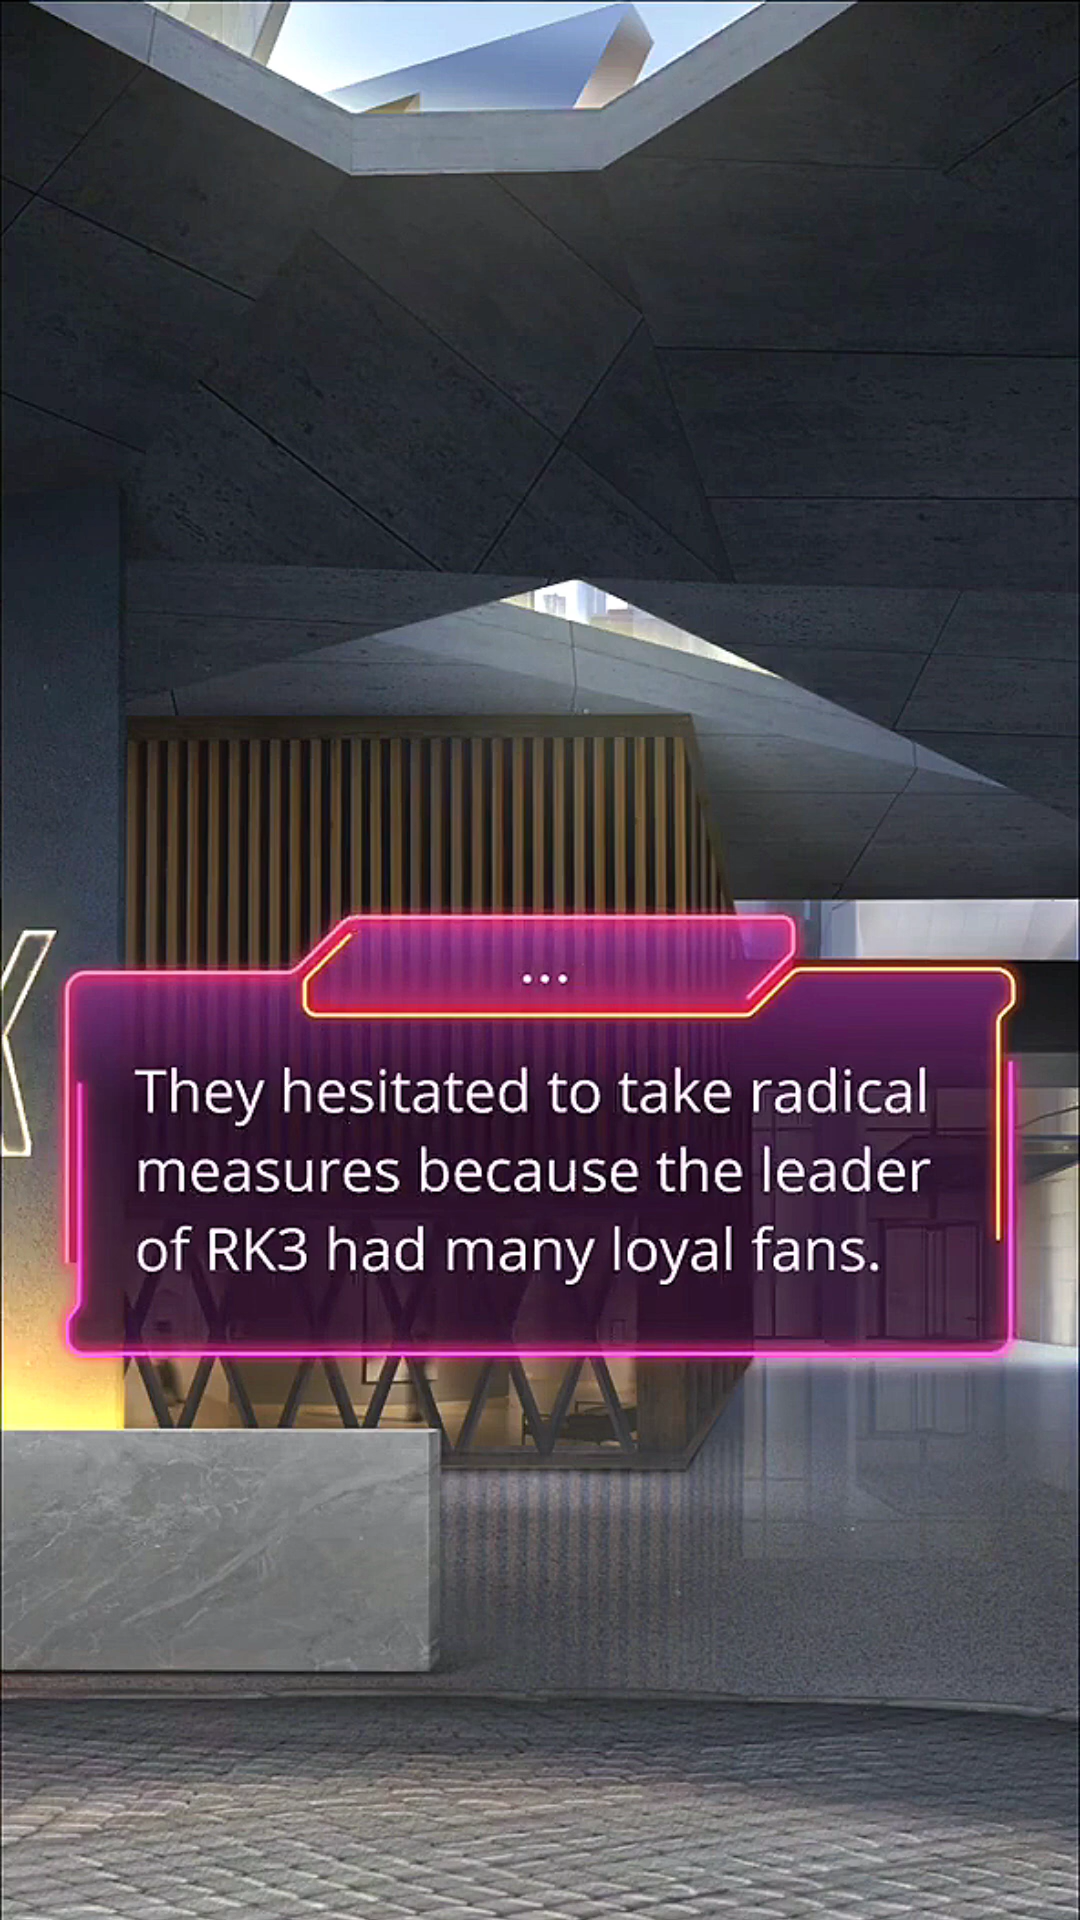 ...
They hesitated to take radical
measures because the leader
of RK3 had many loyal fans.